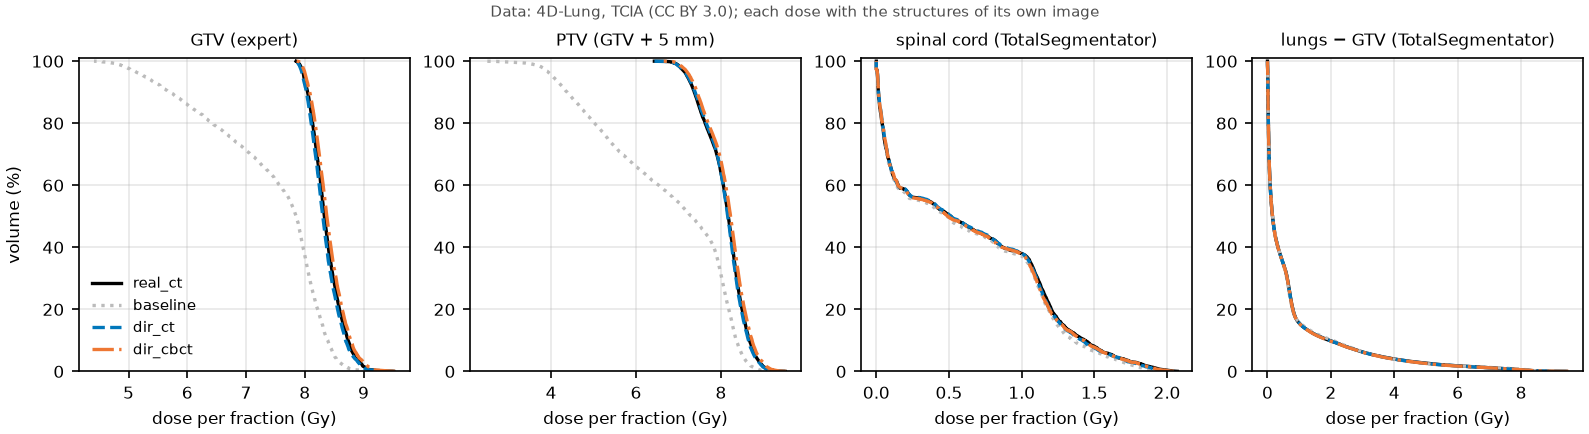 Data: 4D-Lung, TCIA (CC BY 3.0); each dose with the structures of its own image
GTV (expert)
PTV (GTV + 5 mm)
spinal cord (TotalSegmentator)
lungs − GTV (TotalSegmentator)
volume (%)
100
80
60
40
20
0
5 6 7 8 9
dose per fraction (Gy)
real_ct
baseline
dir_ct
dir_cbct
100
80
60
40
20
0
4 6 8
dose per fraction (Gy)
100
80
60
40
20
0
0.0 0.5 1.0 1.5 2.0
dose per fraction (Gy)
100
80
60
40
20
0
0 2 4 6 8
dose per fraction (Gy)